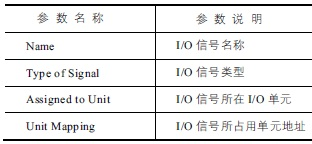 参数名称 参数说明
Name I/O 信号名称
Type of Signal I/O 信号类型
Assigned to Unit I/O 信号所在 I/O 单元
Unit Mapping I/O 信号所占用单元地址